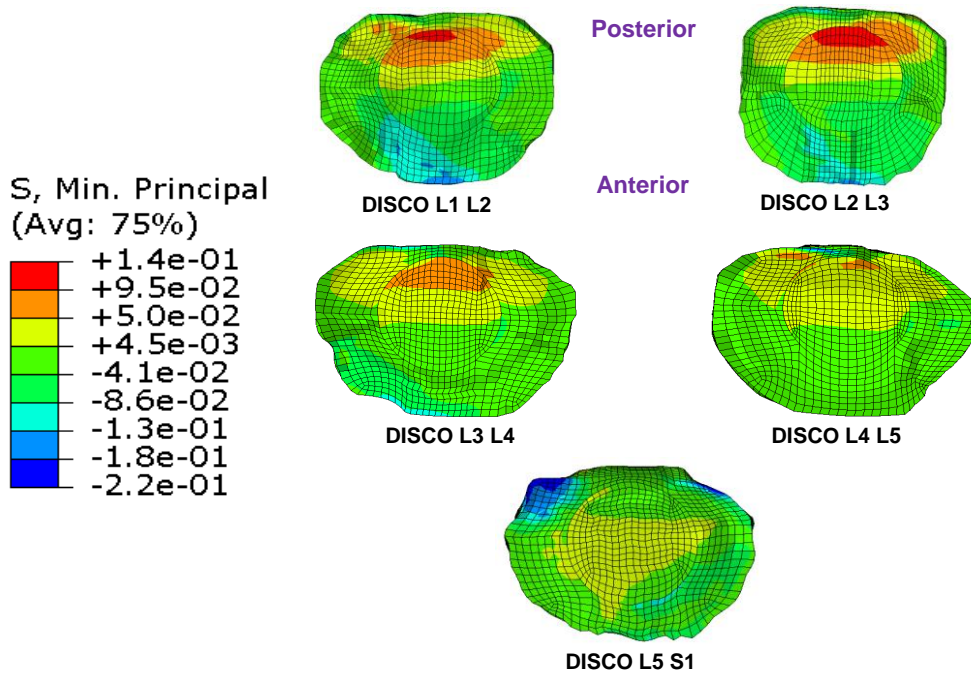 Posterior
Anterior
DISCO L1 L2
DISCO L2 L3
S, Min. Principal
(Avg: 75%)
+1.4e-01
+9.5e-02
+5.0e-02
+4.5e-03
-4.1e-02
-8.6e-02
-1.3e-01
-1.8e-01
-2.2e-01
DISCO L3 L4
DISCO L4 L5
DISCO L5 S1